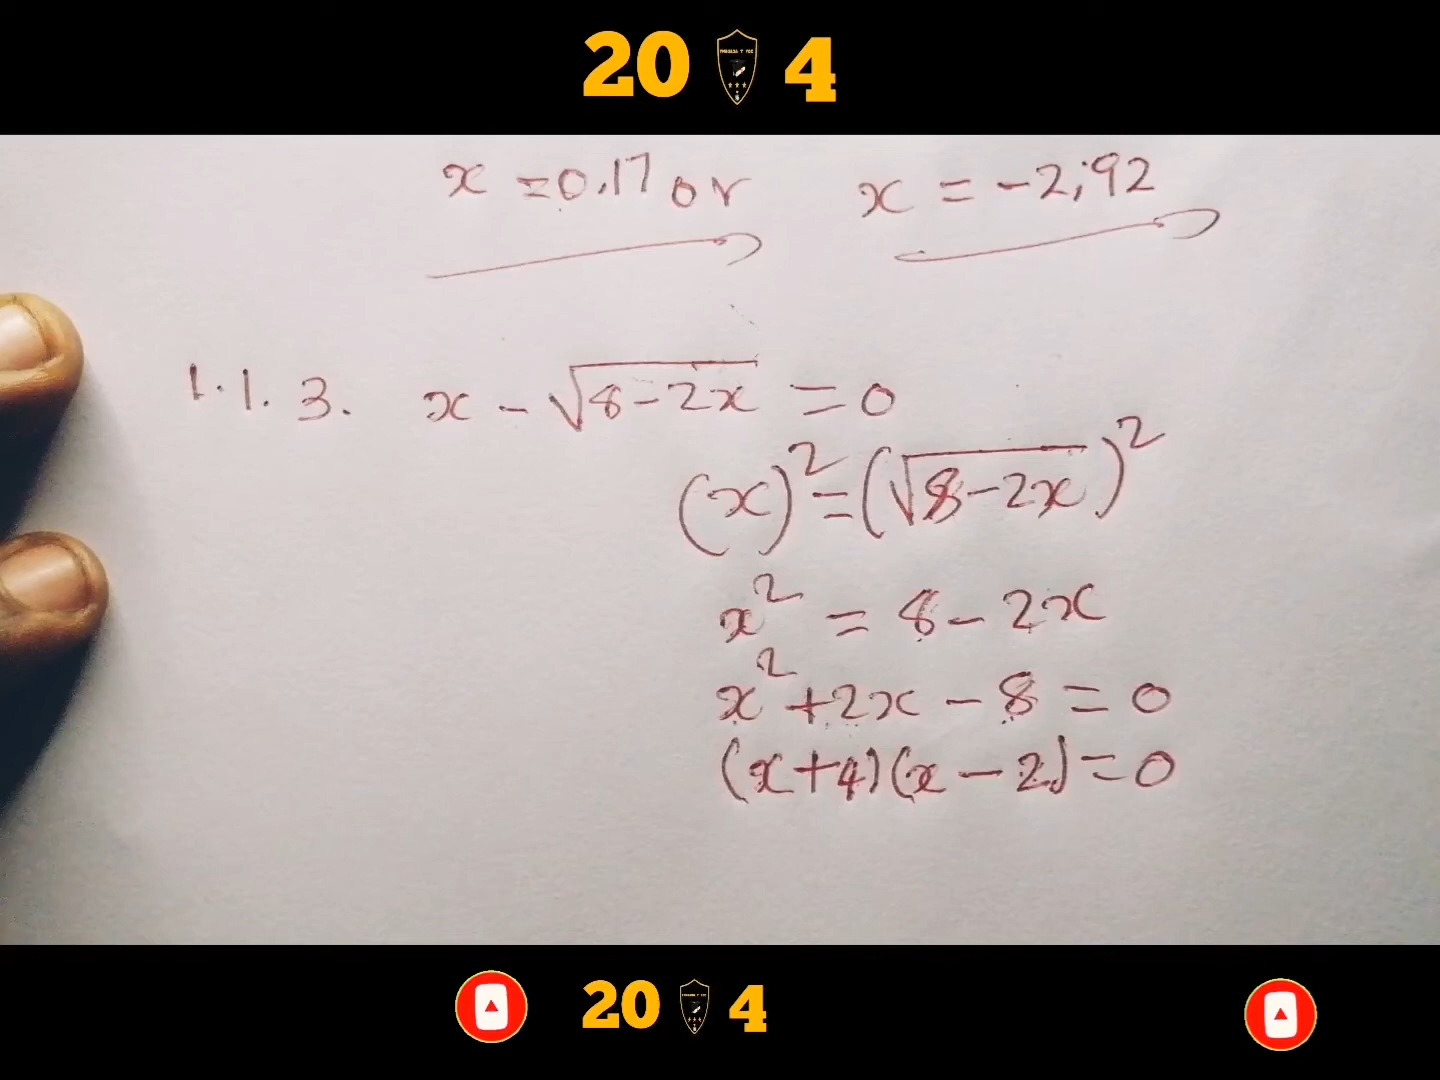 20 4
x = 0.17 or x = -2,92
1.1.3. x - √8-2x = 0
(x)² = (√8-2x)²
x² = 8 - 2x
x² + 2x - 8 = 0
(x+4)(x-2) = 0
20 4